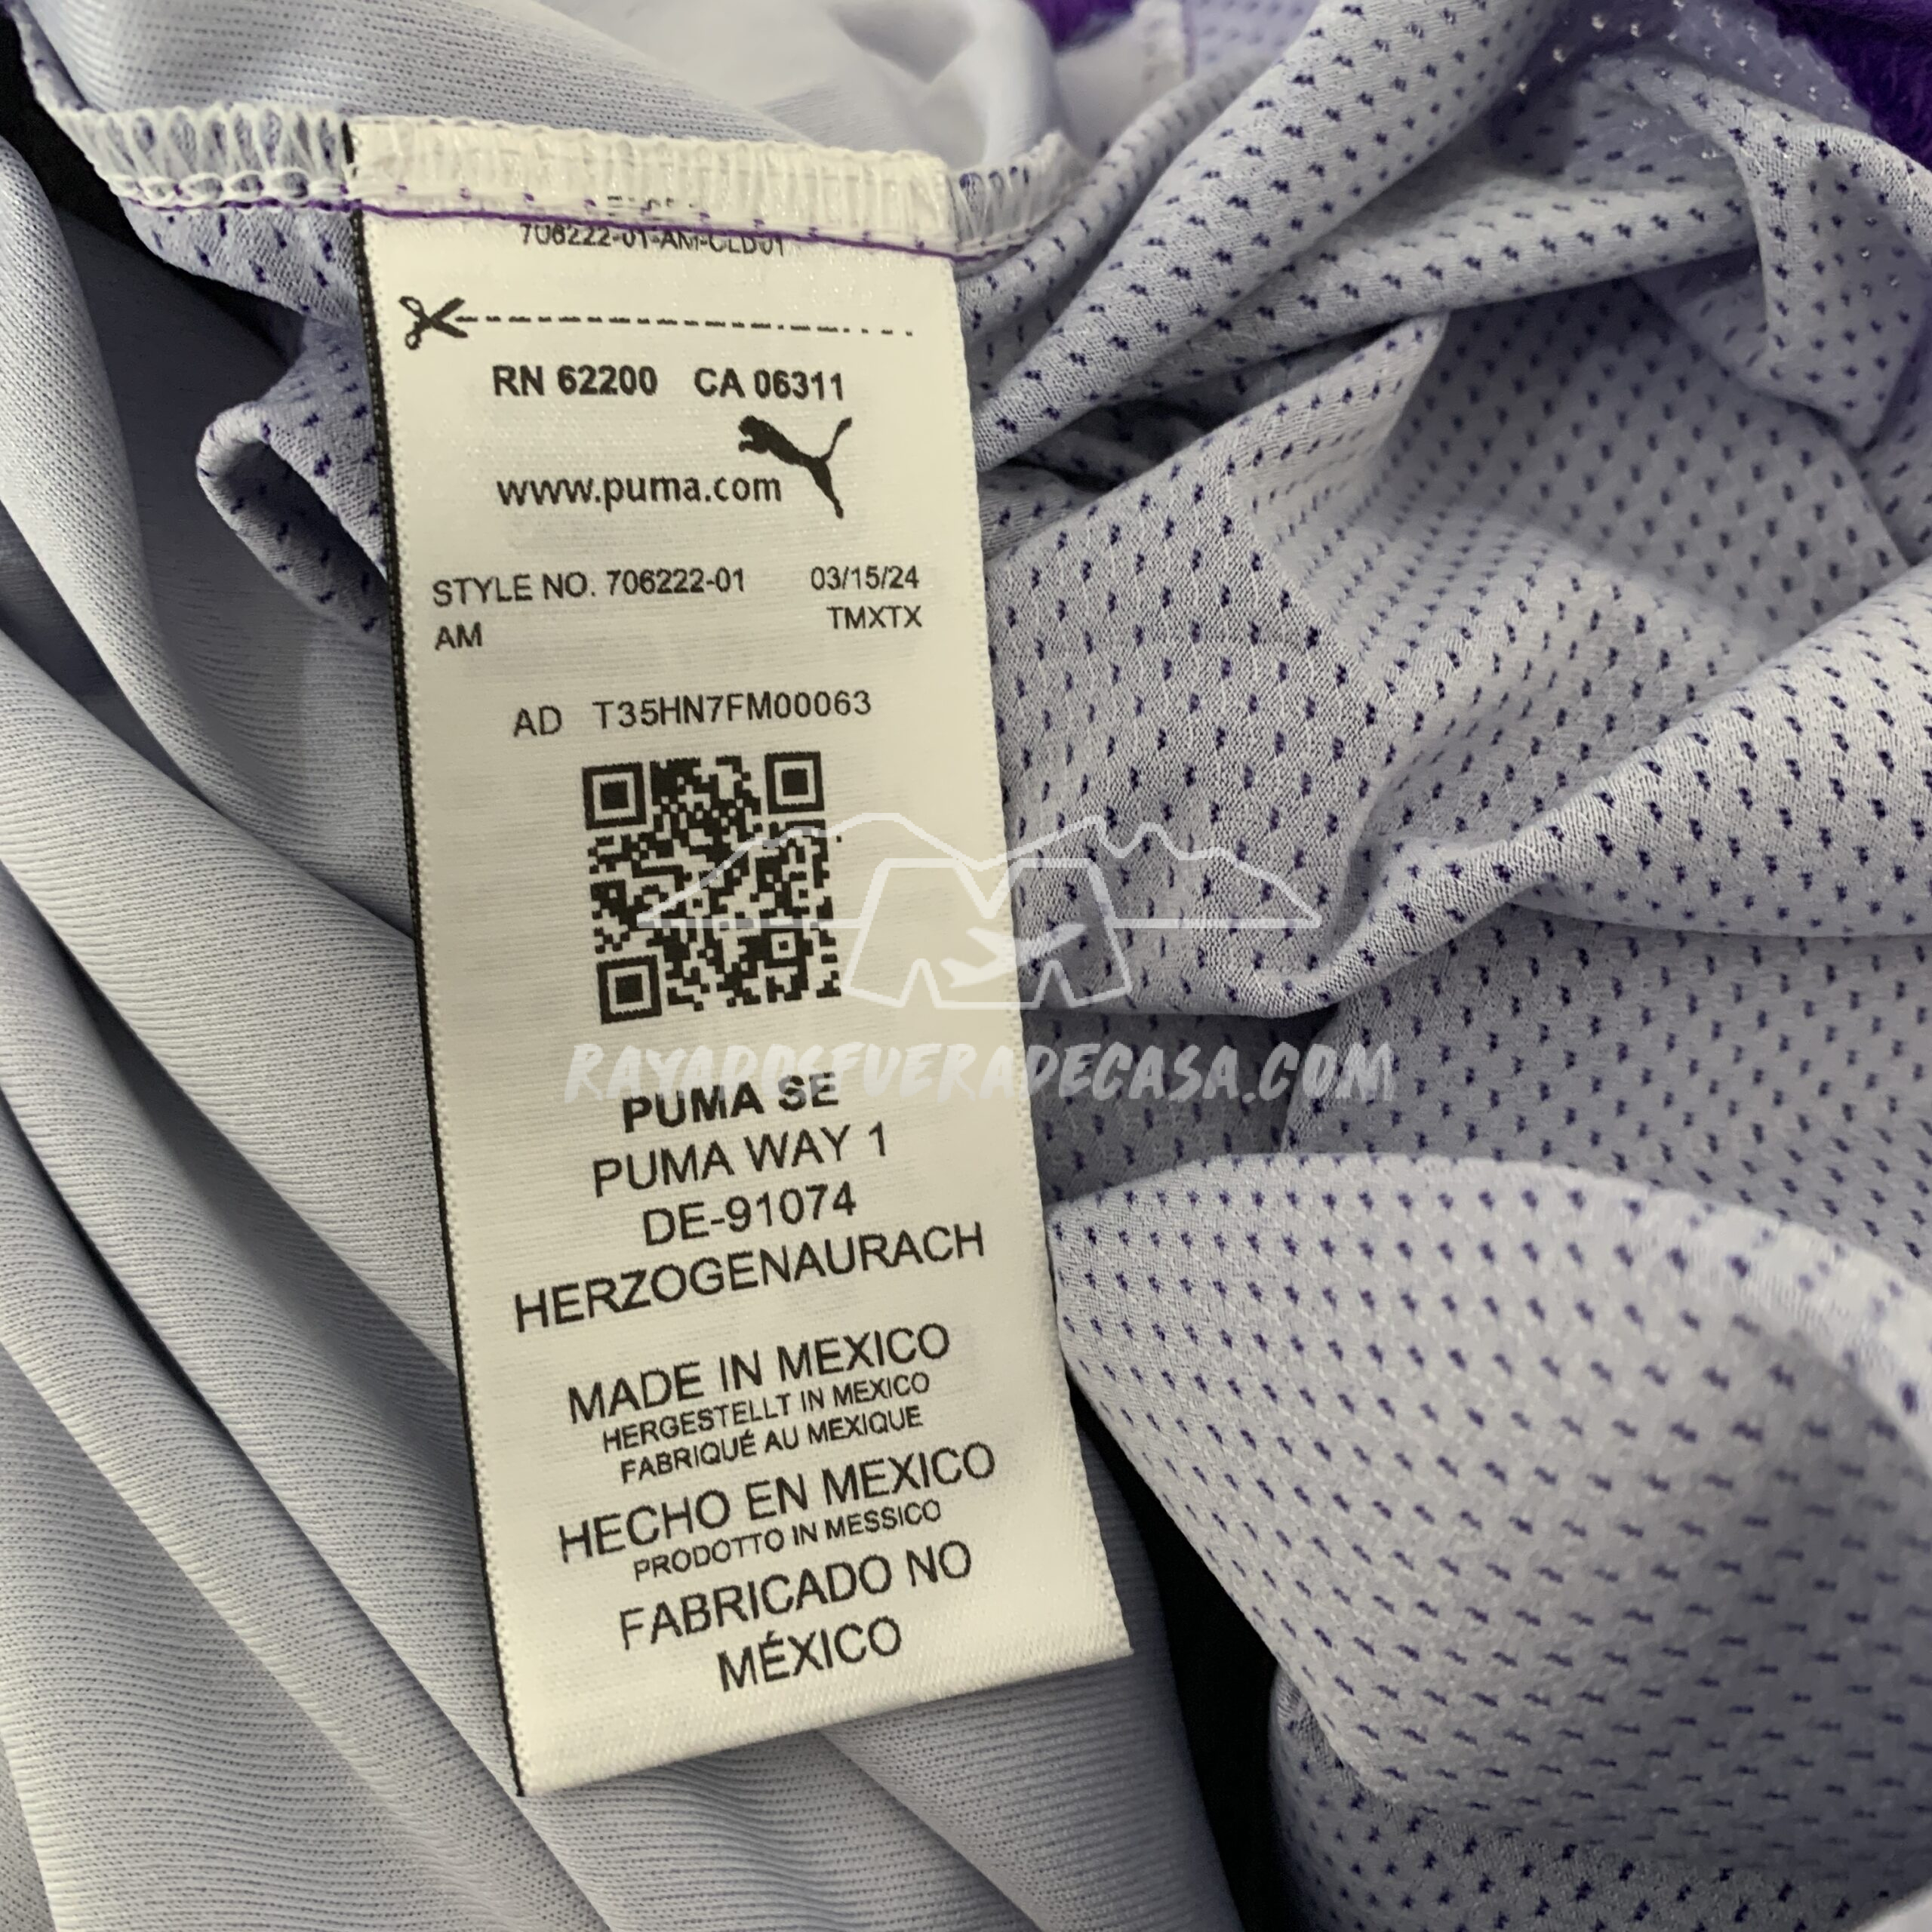 706222-01-AM-CLD01
RN 62200 CA 06311
www.puma.com
STYLE NO. 706222-01 03/15/24
AM TMXTX
AD T35HN7FM00063
RAYADOSFUERADECASA.COM
PUMA SE
PUMA WAY 1
DE-91074
HERZOGENAURACH
MADE IN MEXICO
HERGESTELLT IN MEXICO
FABRIQUÉ AU MEXIQUE
HECHO EN MEXICO
PRODOTTO IN MESSICO
FABRICADO NO
MÉXICO